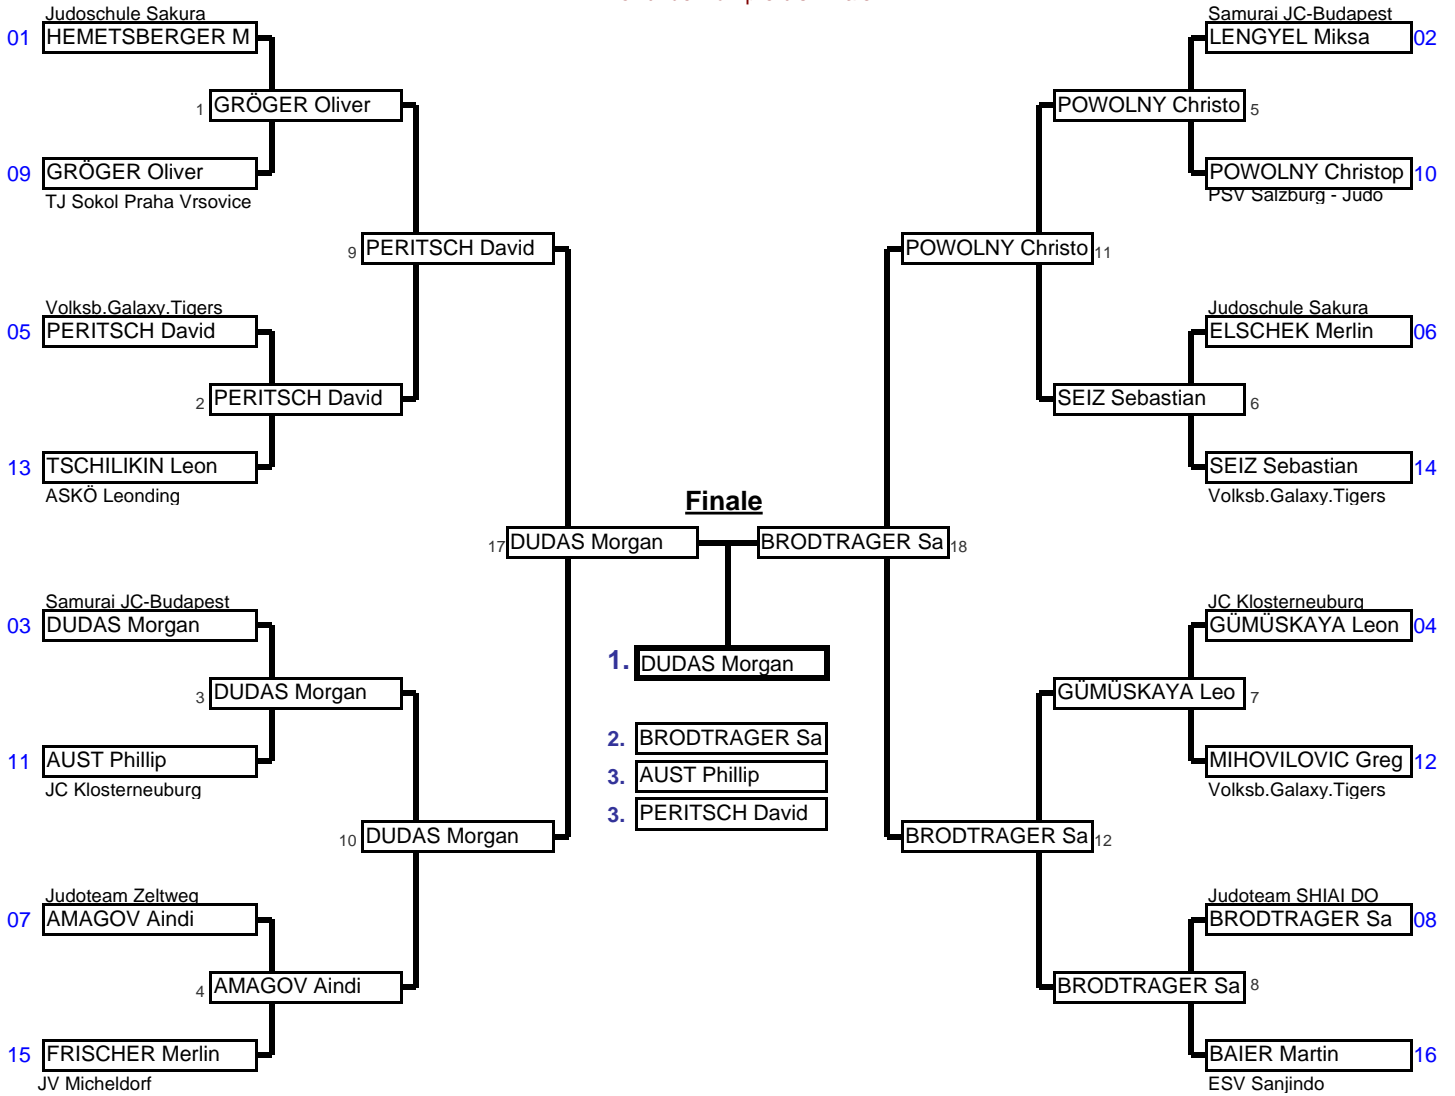 Judoschule Sakura
01 HEMETSBERGER M
1 GRÖGER Oliver
09 GRÖGER Oliver
TJ Sokol Praha Vrsovice
9 PERITSCH David
Volksb.Galaxy.Tigers
05 PERITSCH David
2 PERITSCH David
13 TSCHILIKIN Leon
ASKÖ Leonding
17 DUDAS Morgan
Samurai JC-Budapest
03 DUDAS Morgan
3 DUDAS Morgan
11 AUST Phillip
JC Klosterneuburg
10 DUDAS Morgan
Judoteam Zeltweg
07 AMAGOV Aindi
4 AMAGOV Aindi
15 FRISCHER Merlin
JV Micheldorf
Finale
1. DUDAS Morgan
2. BRODTRAGER Sa
3. AUST Phillip
3. PERITSCH David
Samurai JC-Budapest
LENGYEL Miksa 02
POWOLNY Christo 5
POWOLNY Christop 10
PSV Salzburg - Judo
POWOLNY Christo 11
Judoschule Sakura
ELSCHEK Merlin 06
SEIZ Sebastian 6
SEIZ Sebastian 14
Volksb.Galaxy.Tigers
BRODTRAGER Sa 18
JC Klosterneuburg
GÜMÜSKAYA Leon 04
GÜMÜSKAYA Leo 7
MIHOVILOVIC Greg 12
Volksb.Galaxy.Tigers
BRODTRAGER Sa 12
Judoteam SHIAI DO
BRODTRAGER Sa 08
BRODTRAGER Sa 8
BAIER Martin 16
ESV Sanjindo